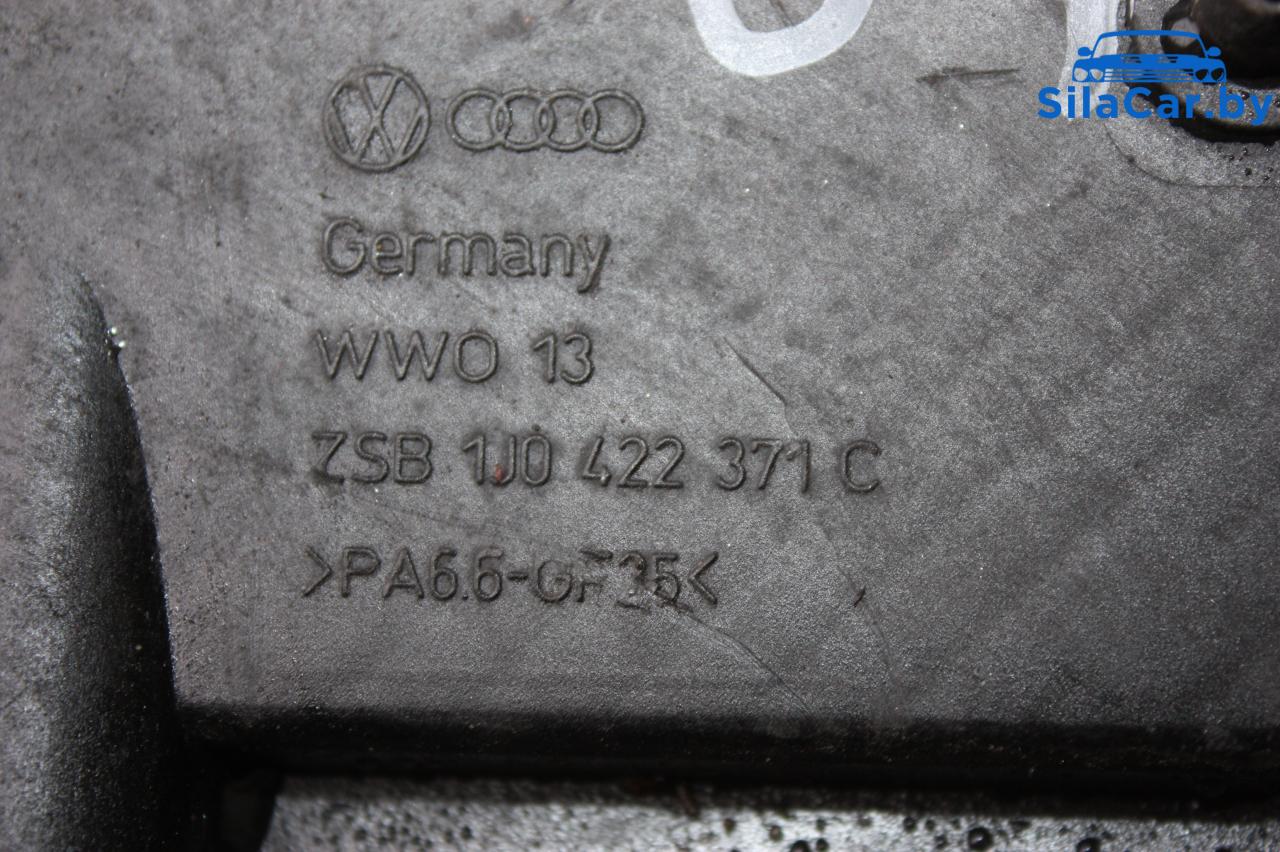 SilaCar.by
Germany
WWO 13
ZSB 1J0 422 371 C
>PA6.6-GF35<